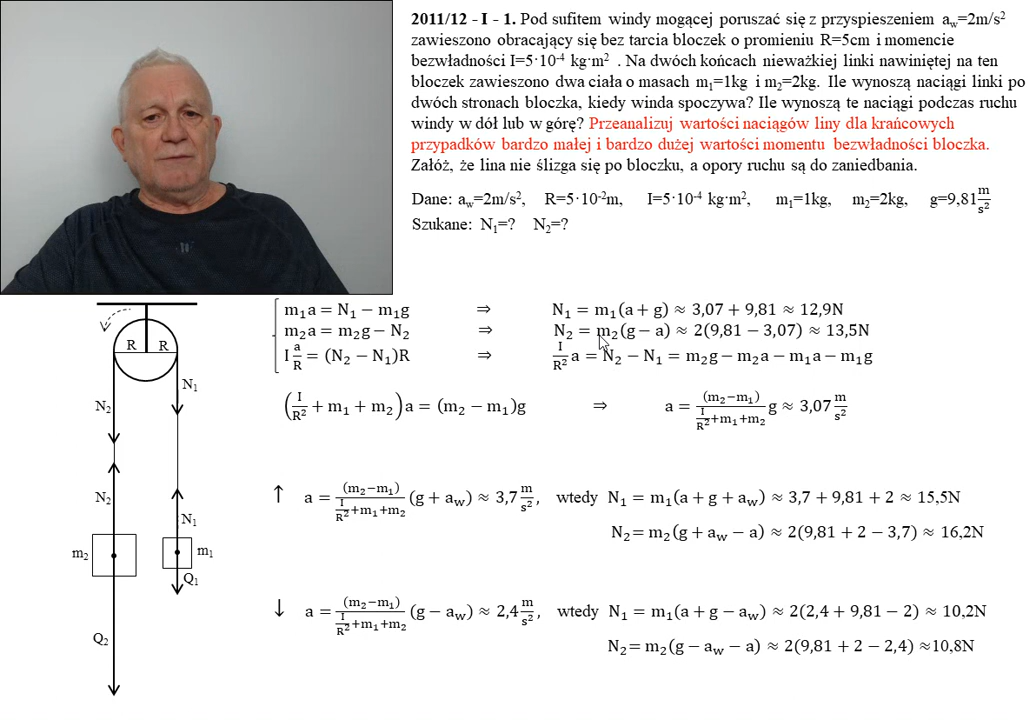 2011/12 - I - 1. Pod sufitem windy mogącej poruszać się z przyspieszeniem a_w=2m/s²
zawieszono obracający się bez tarcia bloczek o promieniu R=5cm i momencie
bezwładności I=5·10⁻⁴ kg·m² . Na dwóch końcach nieważkiej linki nawiniętej na ten
bloczek zawieszono dwa ciała o masach m₁=1kg i m₂=2kg. Ile wynoszą naciągi linki po
dwóch stronach bloczka, kiedy winda spoczywa? Ile wynoszą te naciągi podczas ruchu
windy w dół lub w górę? Przeanalizuj wartości naciągów liny dla krańcowych
przypadków bardzo małej i bardzo dużej wartości momentu bezwładności bloczka.
Załóż, że lina nie ślizga się po bloczku, a opory ruchu są do zaniedbania.
Dane: a_w=2m/s², R=5·10⁻²m, I=5·10⁻⁴ kg·m², m₁=1kg, m₂=2kg, g=9,81 m/s²
Szukane: N₁=? N₂=?
m₁a = N₁ − m₁g ⇒ N₁ = m₁(a + g) ≈ 3,07 + 9,81 ≈ 12,9N
m₂a = m₂g − N₂ ⇒ N₂ = m₂(g − a) ≈ 2(9,81 − 3,07) ≈ 13,5N
I a/R = (N₂ − N₁)R ⇒ I/R² a = N₂ − N₁ = m₂g − m₂a − m₁a − m₁g
(I/R² + m₁ + m₂)a = (m₂ − m₁)g ⇒ a = (m₂−m₁)/(I/R²+m₁+m₂) g ≈ 3,07 m/s²
↑ a = (m₂−m₁)/(I/R²+m₁+m₂) (g + a_w) ≈ 3,7 m/s², wtedy N₁ = m₁(a + g + a_w) ≈ 3,7 + 9,81 + 2 ≈ 15,5N
N₂= m₂(g + a_w − a) ≈ 2(9,81 + 2 − 3,7) ≈ 16,2N
↓ a = (m₂−m₁)/(I/R²+m₁+m₂) (g − a_w) ≈ 2,4 m/s², wtedy N₁ = m₁(a + g − a_w) ≈ 2(2,4 + 9,81 − 2) ≈ 10,2N
N₂= m₂(g − a_w − a) ≈ 2(9,81 + 2 − 2,4) ≈10,8N
R R
N₁
N₂
N₂
N₁
m₂
m₁
Q₁
Q₂